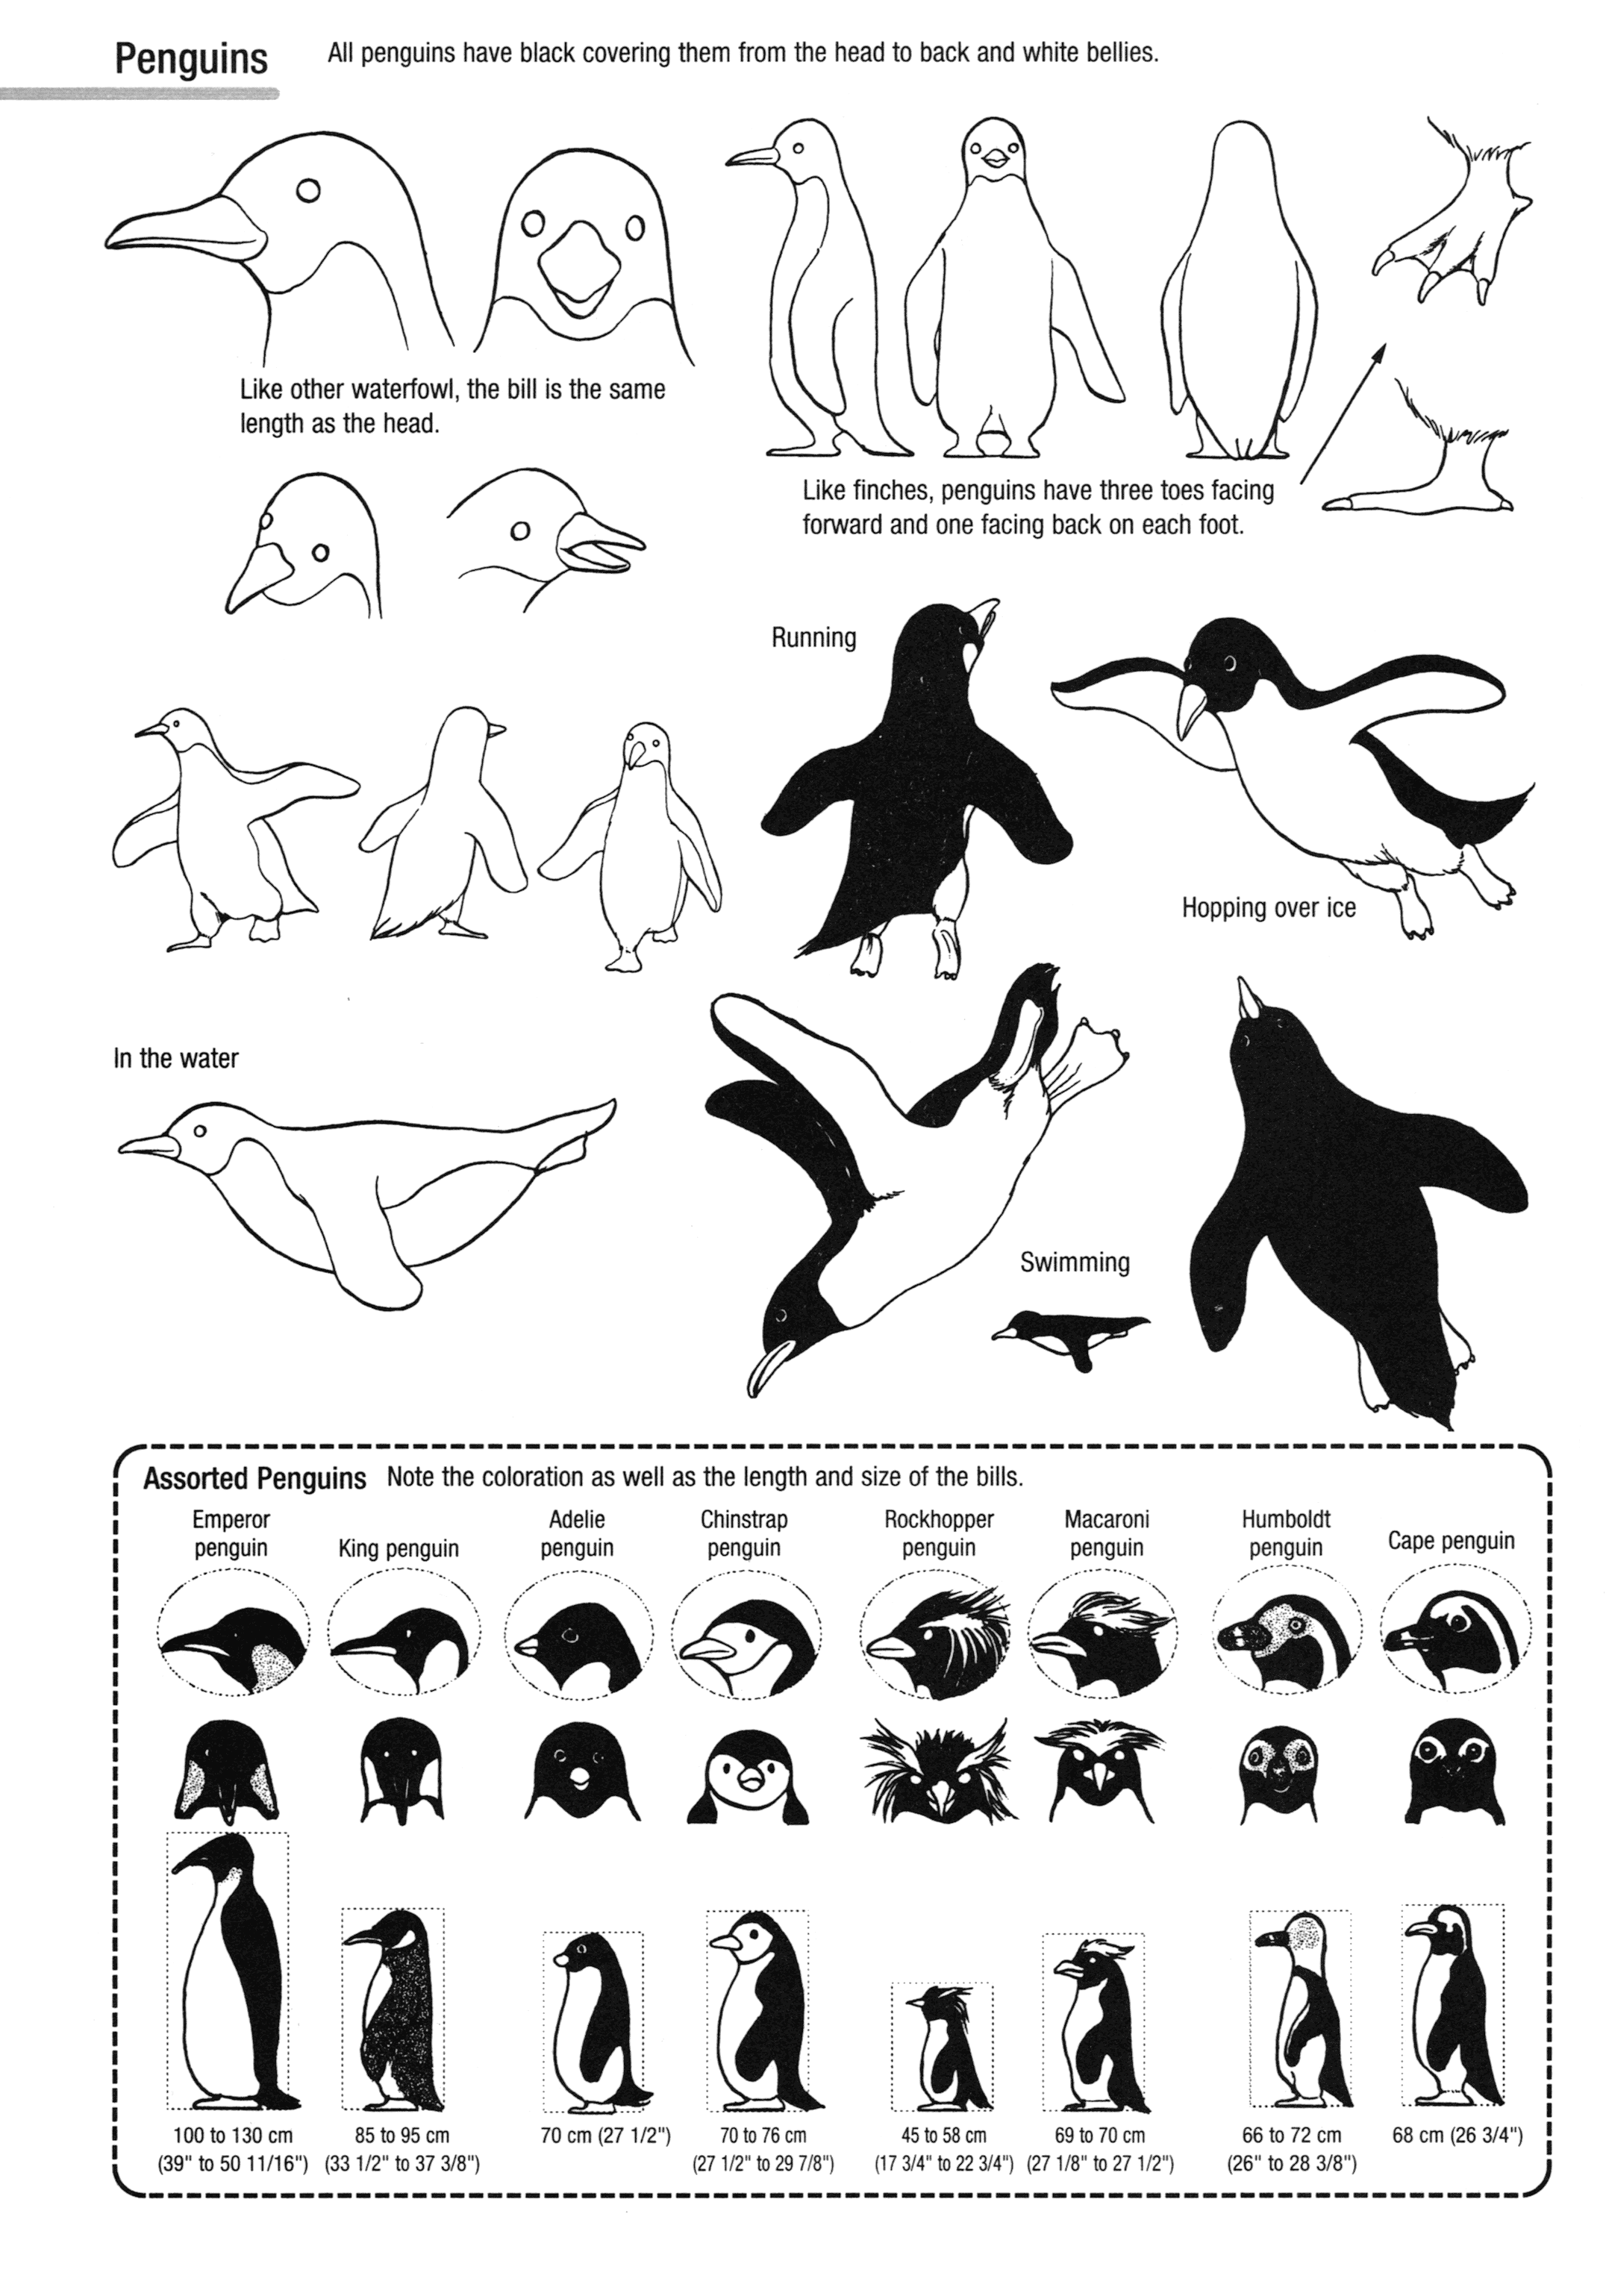 Penguins
All penguins have black covering them from the head to back and white bellies.
Like other waterfowl, the bill is the same
length as the head.
Like finches, penguins have three toes facing
forward and one facing back on each foot.
Running
Hopping over ice
In the water
Swimming
Assorted Penguins Note the coloration as well as the length and size of the bills.
Emperor
penguin
King penguin
Adelie
penguin
Chinstrap
penguin
Rockhopper
penguin
Macaroni
penguin
Humboldt
penguin
Cape penguin
100 to 130 cm
(39" to 50 11/16")
85 to 95 cm
(33 1/2" to 37 3/8")
70 cm (27 1/2")
70 to 76 cm
(27 1/2" to 29 7/8")
45 to 58 cm
(17 3/4" to 22 3/4")
69 to 70 cm
(27 1/8" to 27 1/2")
66 to 72 cm
(26" to 28 3/8")
68 cm (26 3/4")